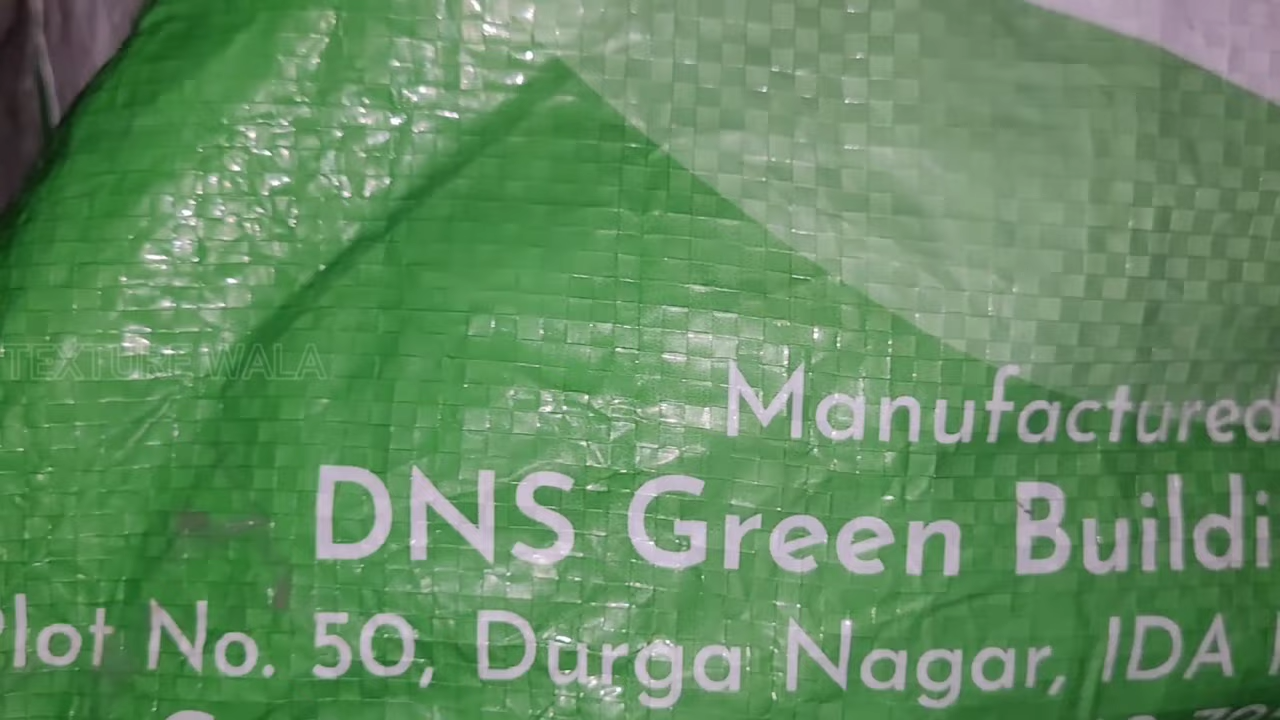 TEXTURE WALA
Manufactured
DNS Green Buildi
Plot No. 50, Durga Nagar, IDA